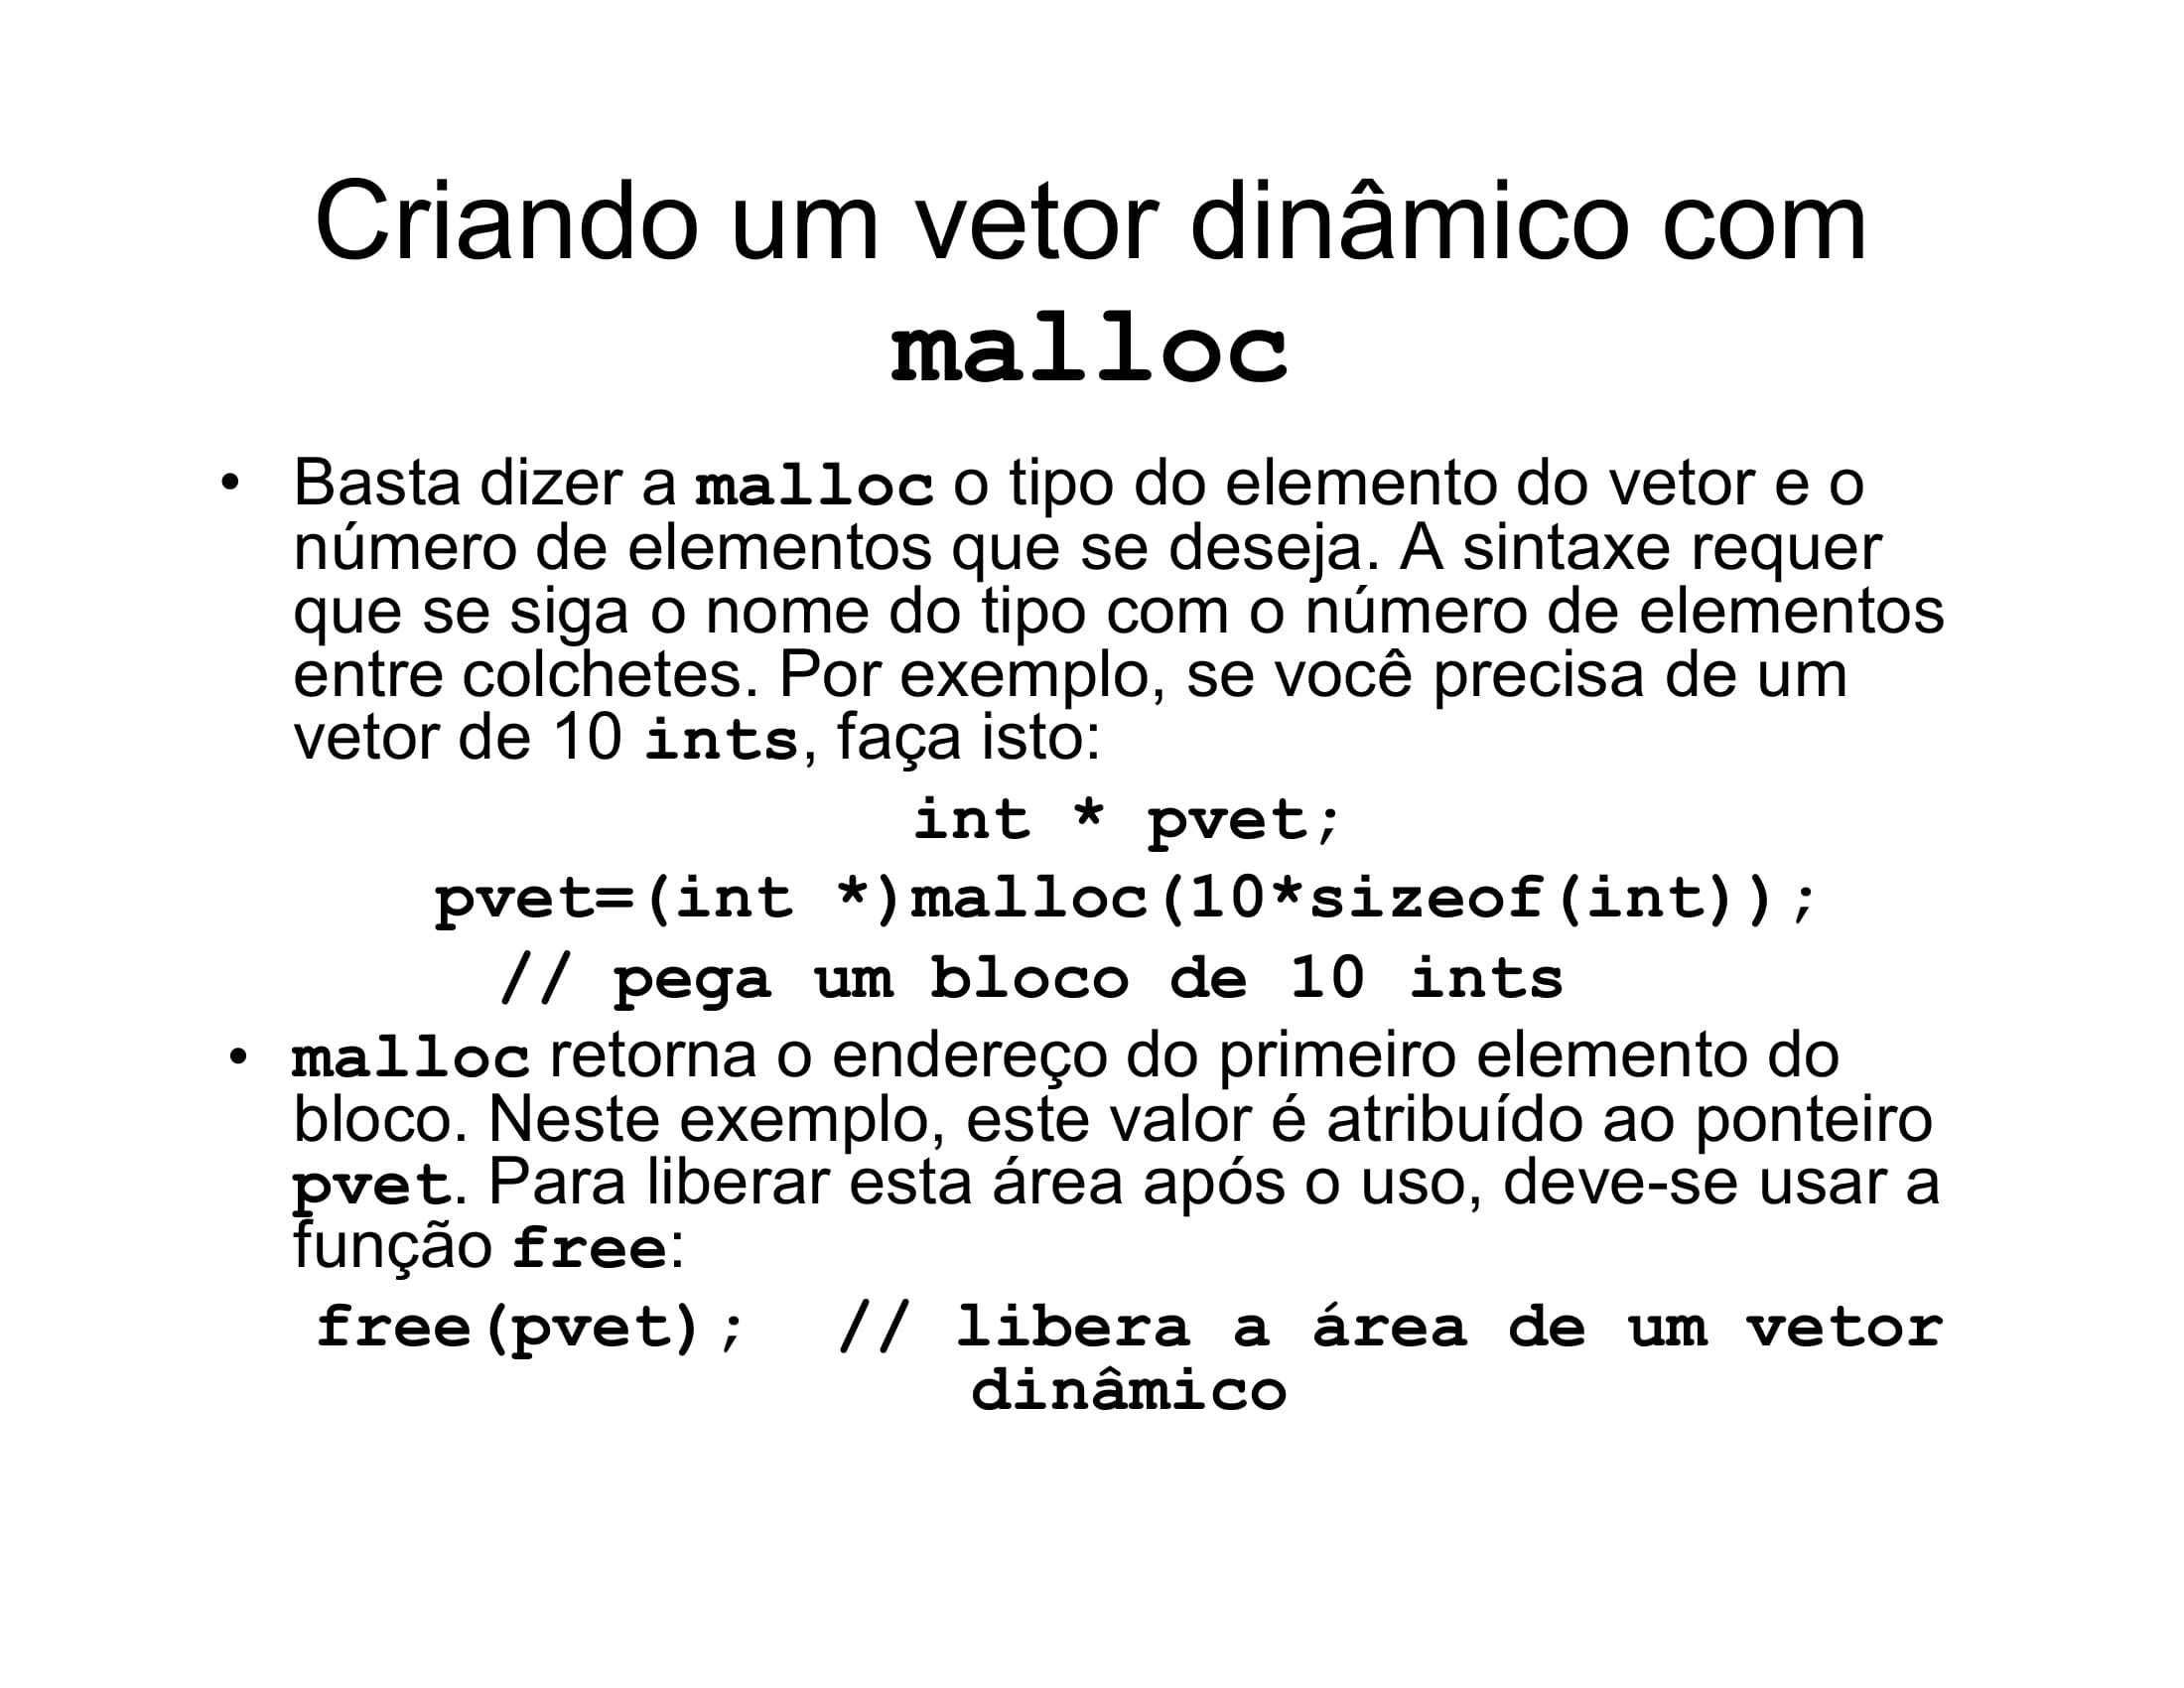 Criando um vetor dinâmico com
malloc
• Basta dizer a malloc o tipo do elemento do vetor e o
número de elementos que se deseja. A sintaxe requer
que se siga o nome do tipo com o número de elementos
entre colchetes. Por exemplo, se você precisa de um
vetor de 10 ints, faça isto:
int * pvet;
pvet=(int *)malloc(10*sizeof(int));
// pega um bloco de 10 ints
• malloc retorna o endereço do primeiro elemento do
bloco. Neste exemplo, este valor é atribuído ao ponteiro
pvet. Para liberar esta área após o uso, deve-se usar a
função free:
free(pvet); // libera a área de um vetor
dinâmico